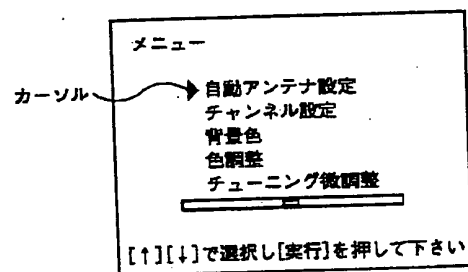 メニュー
カーソル
自動アンテナ設定
チャンネル設定
背景色
色調整
チューニング微調整
[↑][↓]で選択し[実行]を押して下さい